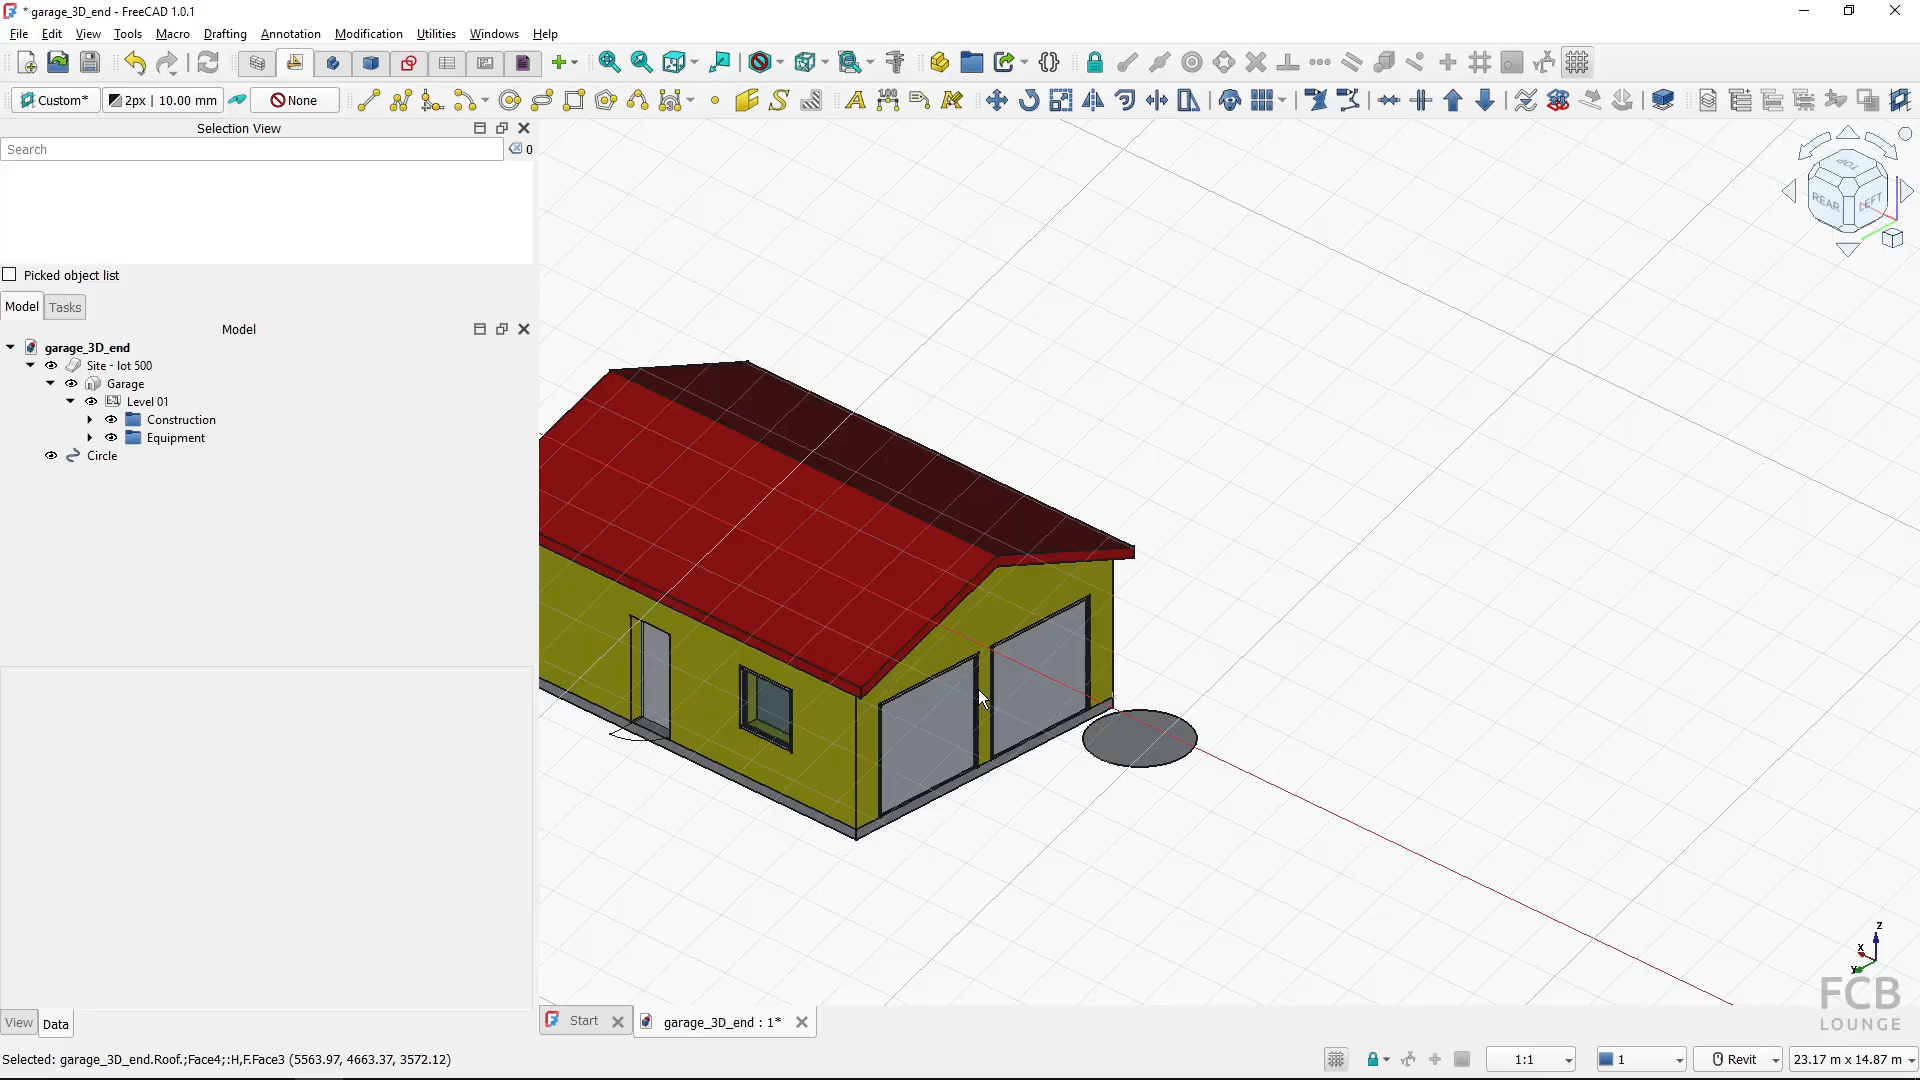 * garage_3D_end - FreeCAD 1.0.1
File Edit View Tools Macro Drafting Annotation Modification Utilities Windows Help
Custom* 2px | 10.00 mm None
Selection View
Search 0
Picked object list
Model Tasks
Model
garage_3D_end
Site - lot 500
Garage
Level 01
Construction
Equipment
Circle
TOP
REAR LEFT
Z
X
Y
FCB
LOUNGE
View Data
Start garage_3D_end : 1*
Selected: garage_3D_end.Roof.;Face4;:H,F.Face3 (5563.97, 4663.37, 3572.12)
1:1 1 Revit 23.17 m x 14.87 m